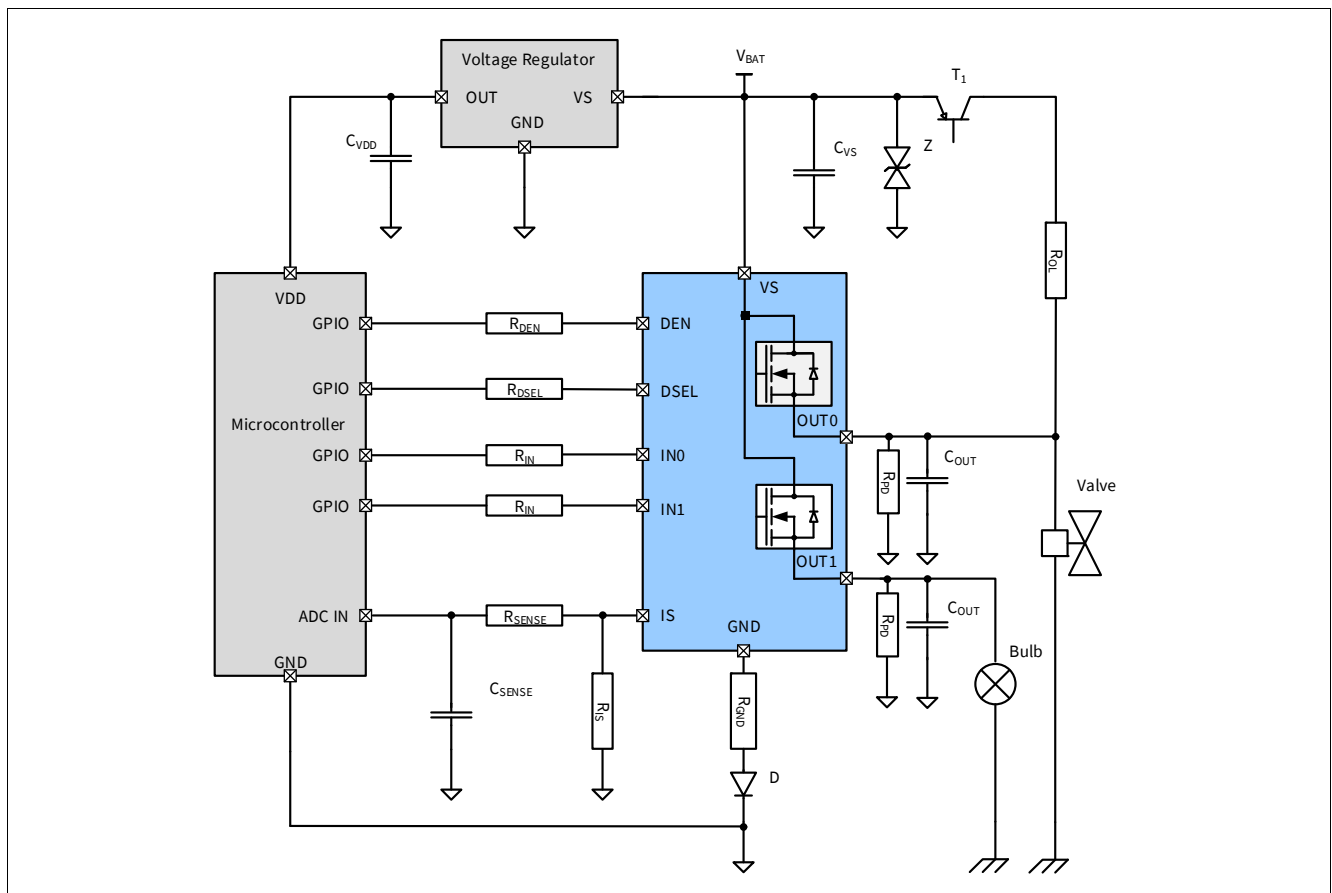 Voltage Regulator
OUT
VS
GND
V_BAT
T_1
C_VDD
C_VS
Z
R_OL
VDD
VS
GPIO
R_DEN
DEN
GPIO
R_DSEL
DSEL
Microcontroller
OUT0
GPIO
R_IN
IN0
R_PD
C_OUT
Valve
GPIO
R_IN
IN1
OUT1
ADC IN
R_SENSE
IS
GND
R_PD
C_OUT
Bulb
GND
C_SENSE
R_IS
R_GND
D